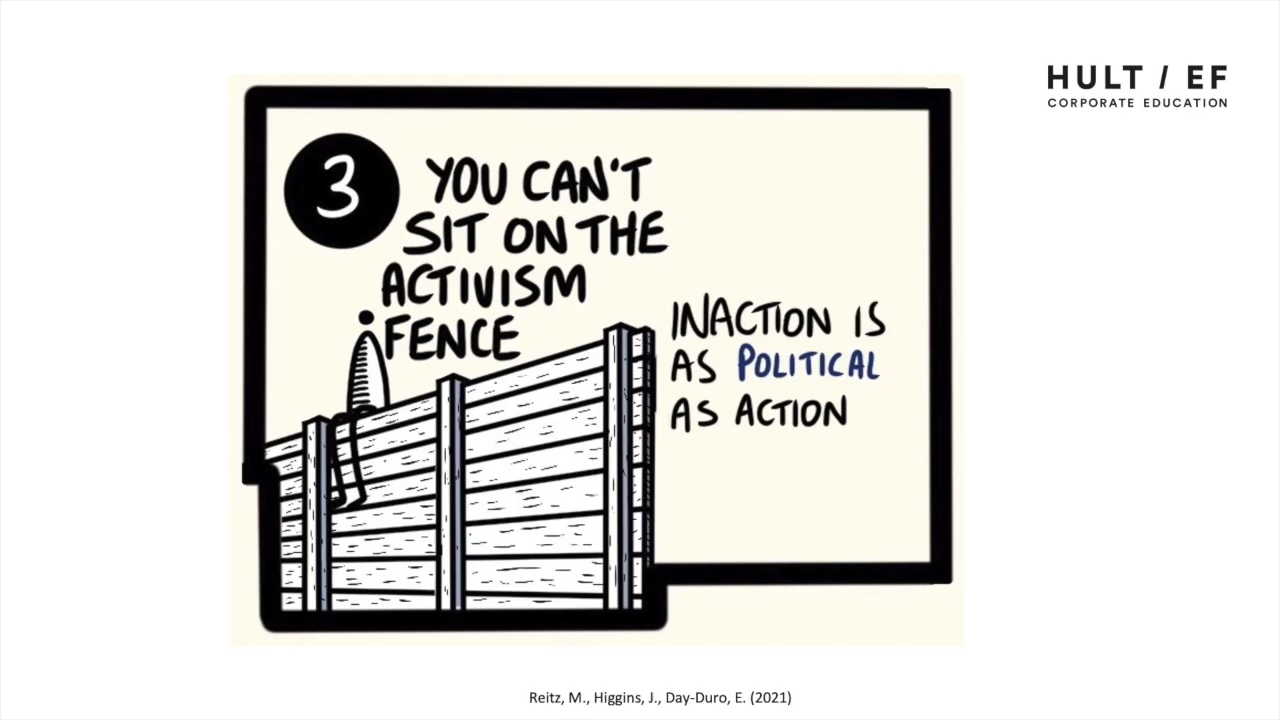 HULT / EF
CORPORATE EDUCATION
3
YOU CAN'T
SIT ON THE
ACTIVISM
FENCE
INACTION IS
AS POLITICAL
AS ACTION
Reitz, M., Higgins, J., Day-Duro, E. (2021)